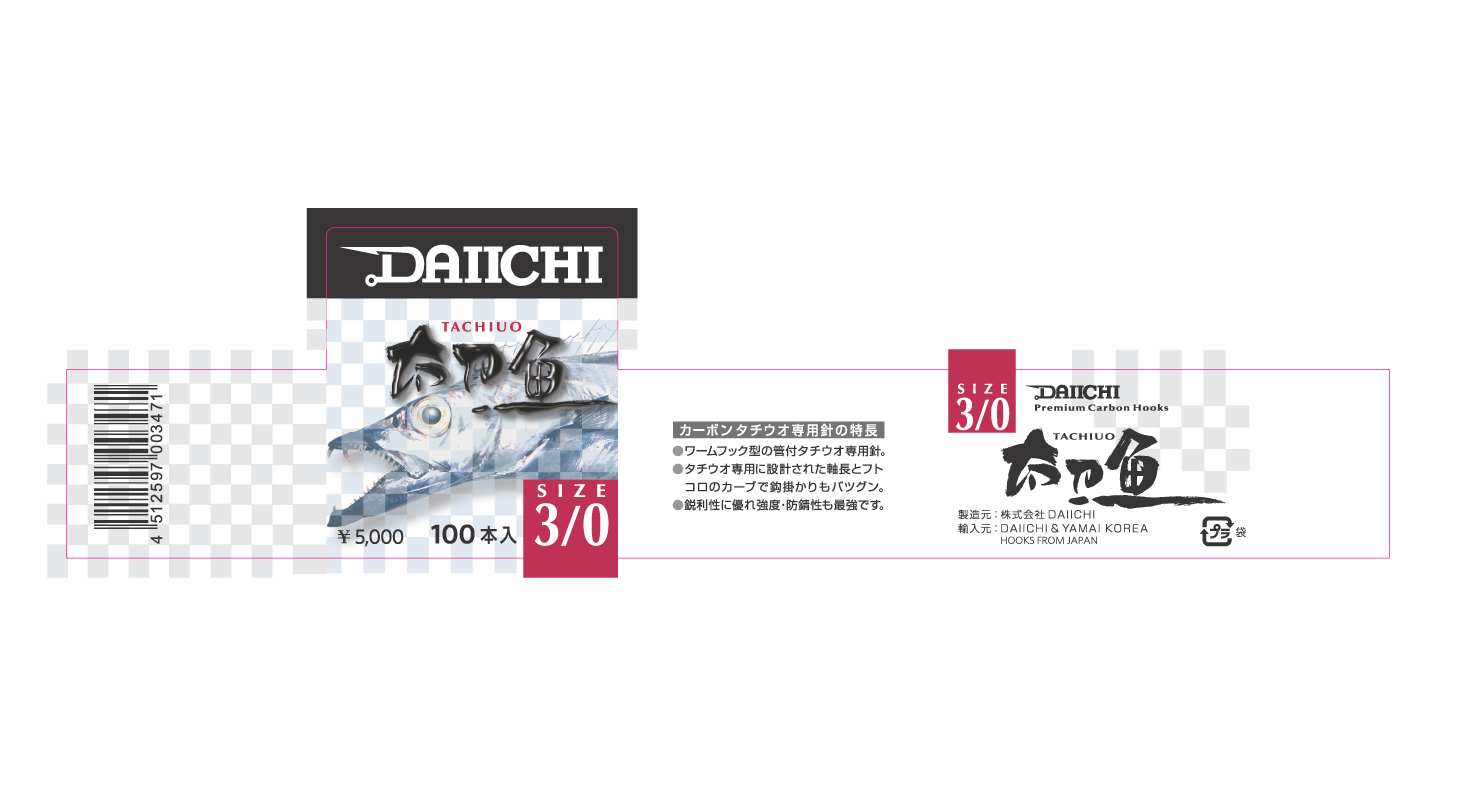 4 512597 003471
DAIICHI
TACHIUO
太刀魚
SIZE
3/0
¥5,000
100本入
カーボンタチウオ専用針の特長
●ワームフック型の管付タチウオ専用針。
●タチウオ専用に設計された軸長とフト
コロのカーブで鈎掛かりもバツグン。
●鋭利性に優れ強度・防錆性も最強です。
SIZE
3/0
DAIICHI
Premium Carbon Hooks
TACHIUO
太刀魚
製造元：株式会社 DAIICHI
輸入元：DAIICHI & YAMAI KOREA
HOOKS FROM JAPAN
プラ 袋